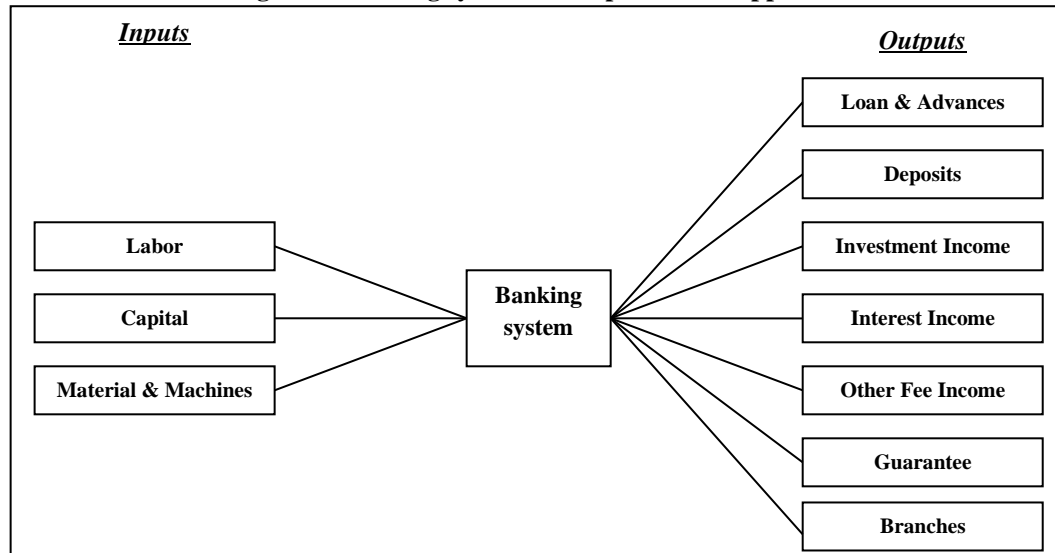 Inputs
Outputs
Loan & Advances
Deposits
Labor
Investment Income
Banking
system
Capital
Interest Income
Material & Machines
Other Fee Income
Guarantee
Branches